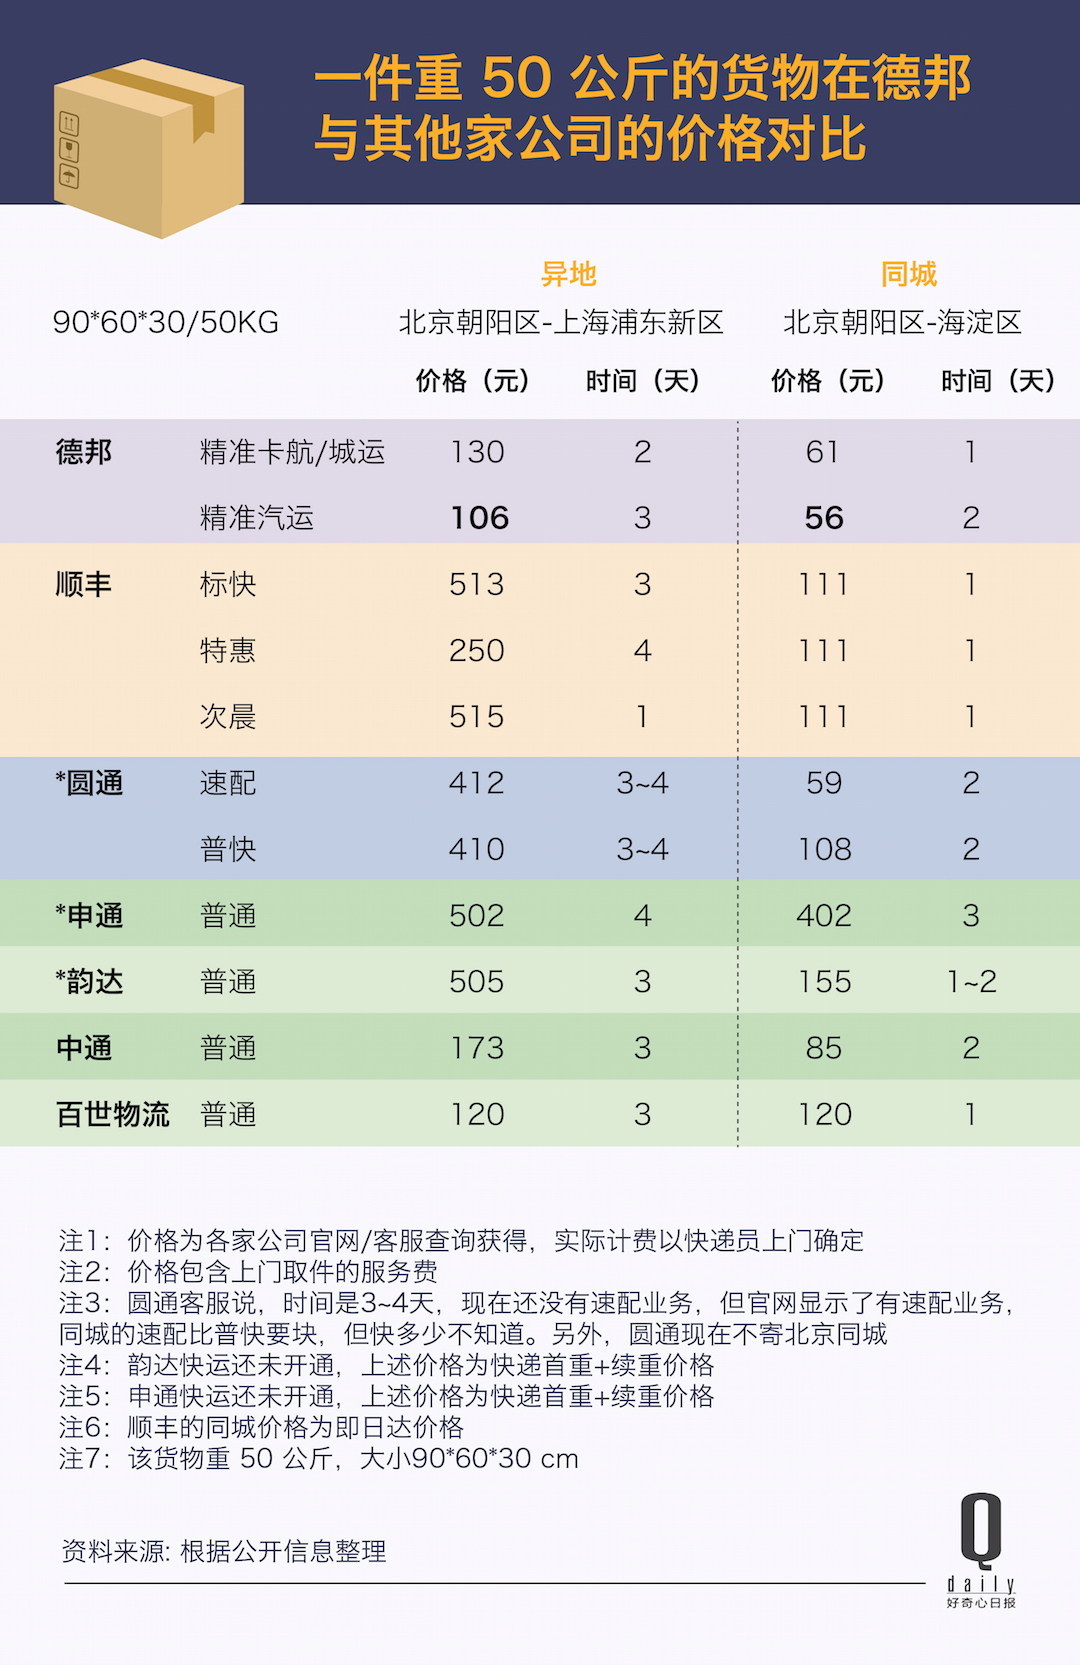 一件重 50 公斤的货物在德邦
与其他家公司的价格对比
异地 同城
90*60*30/50KG 北京朝阳区-上海浦东新区 北京朝阳区-海淀区
价格（元） 时间（天） 价格（元） 时间（天）
德邦 精准卡航/城运 130 2 61 1
精准汽运 106 3 56 2
顺丰 标快 513 3 111 1
特惠 250 4 111 1
次晨 515 1 111 1
*圆通 速配 412 3~4 59 2
普快 410 3~4 108 2
*申通 普通 502 4 402 3
*韵达 普通 505 3 155 1~2
中通 普通 173 3 85 2
百世物流 普通 120 3 120 1
注1：价格为各家公司官网/客服查询获得，实际计费以快递员上门确定
注2：价格包含上门取件的服务费
注3：圆通客服说，时间是3~4天，现在还没有速配业务，但官网显示了有速配业务，
同城的速配比普快要块，但快多少不知道。另外，圆通现在不寄北京同城
注4：韵达快运还未开通，上述价格为快递首重+续重价格
注5：申通快运还未开通，上述价格为快递首重+续重价格
注6：顺丰的同城价格为即日达价格
注7：该货物重 50 公斤，大小90*60*30 cm
资料来源: 根据公开信息整理
Q
daily
好奇心日报